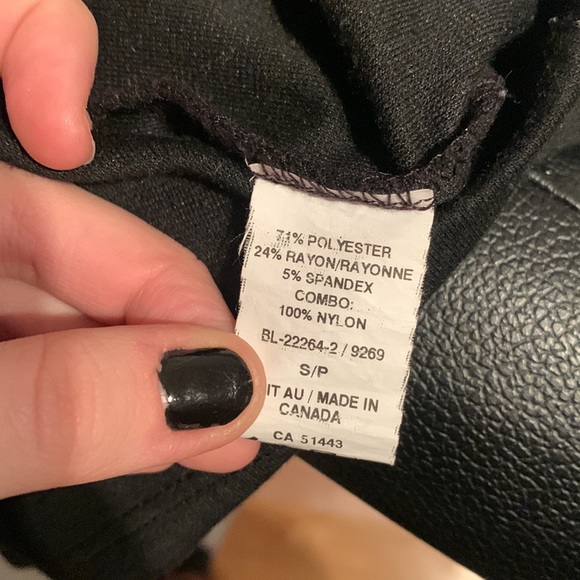 71% POLYESTER
24% RAYON/RAYONNE
5% SPANDEX
COMBO:
100% NYLON
BL-22264-2 / 9269
S/P
IT AU / MADE IN
CANADA
CA 51443